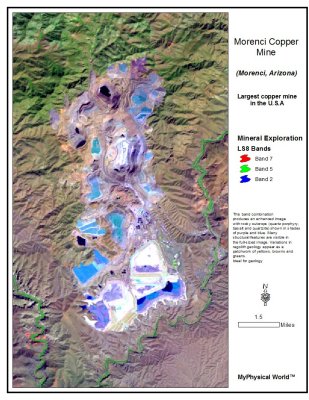 Morenci Copper
Mine
(Morenci, Arizona)
Largest copper mine
in the U.S.A
Mineral Exploration
LS8 Bands
Band 7
Band 5
Band 2
This band combination
produces an enhanced image
with rocky outcrops (quartz porphyry,
basalt and quartzite) shown in shades
of purple and blue. Many
structural features are visible in
the full-sized image. Variations in
regolith geology appear as a
patchwork of yellows, browns and
greens.
Ideal for geology
1.5
Miles
MyPhysical World™